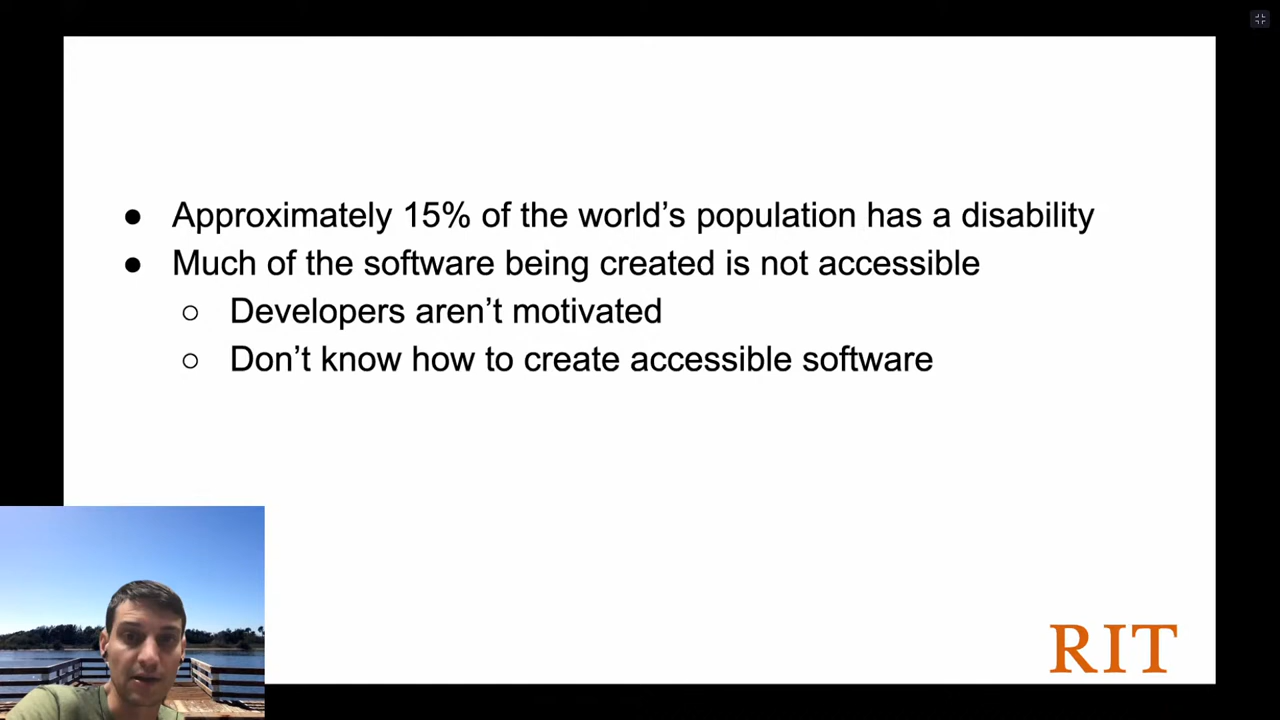 ● Approximately 15% of the world’s population has a disability
● Much of the software being created is not accessible
○ Developers aren’t motivated
○ Don’t know how to create accessible software
RIT